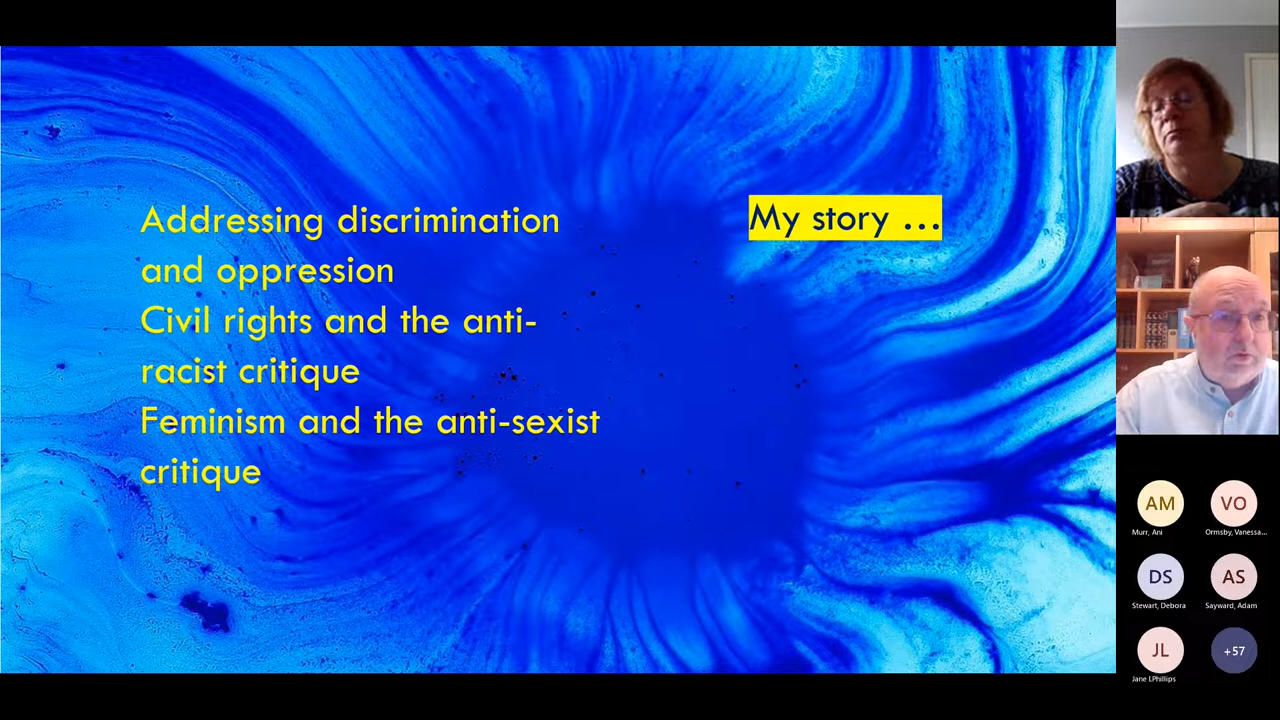 Addressing discrimination
and oppression
Civil rights and the anti-
racist critique
Feminism and the anti-sexist
critique
My story ...
AM
Murr, Ani
VO
Ormsby, Vanessa...
DS
Stewart, Debora
AS
Sayward, Adam
JL
Jane LPhillips
+57